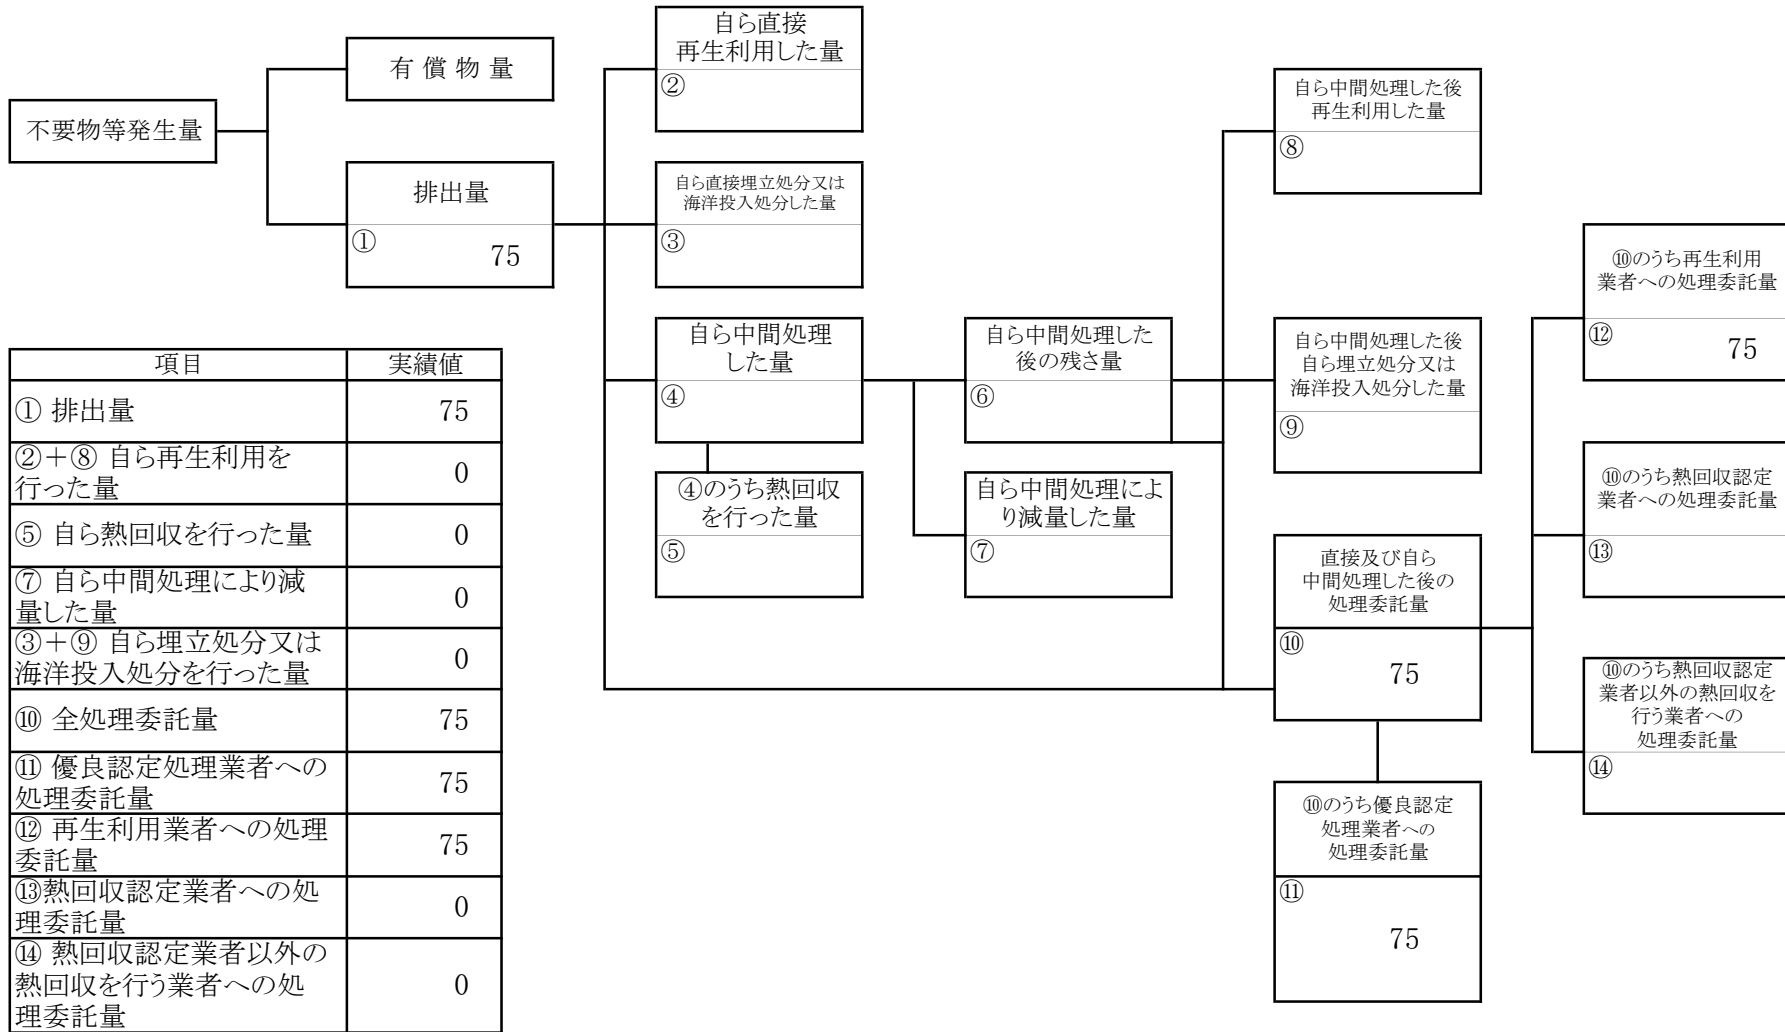 不要物等発生量
有 償 物 量
排出量
①
75
自ら直接
再生利用した量
②
自ら直接埋立処分又は
海洋投入処分した量
③
自ら中間処理
した量
④
④のうち熱回収
を行った量
⑤
自ら中間処理した
後の残さ量
⑥
自ら中間処理によ
り減量した量
⑦
自ら中間処理した後
再生利用した量
⑧
自ら中間処理した後
自ら埋立処分又は
海洋投入処分した量
⑨
直接及び自ら
中間処理した後の
処理委託量
⑩
75
⑩のうち優良認定
処理業者への
処理委託量
⑪
75
⑩のうち再生利用
業者への処理委託量
⑫
75
⑩のうち熱回収認定
業者への処理委託量
⑬
⑩のうち熱回収認定
業者以外の熱回収を
行う業者への
処理委託量
⑭
項目 実績値
① 排出量 75
②＋⑧ 自ら再生利用を
行った量 0
⑤ 自ら熱回収を行った量 0
⑦ 自ら中間処理により減
量した量 0
③＋⑨ 自ら埋立処分又は
海洋投入処分を行った量 0
⑩ 全処理委託量 75
⑪ 優良認定処理業者への
処理委託量 75
⑫ 再生利用業者への処理
委託量 75
⑬熱回収認定業者への処
理委託量 0
⑭ 熱回収認定業者以外の
熱回収を行う業者への処
理委託量 0